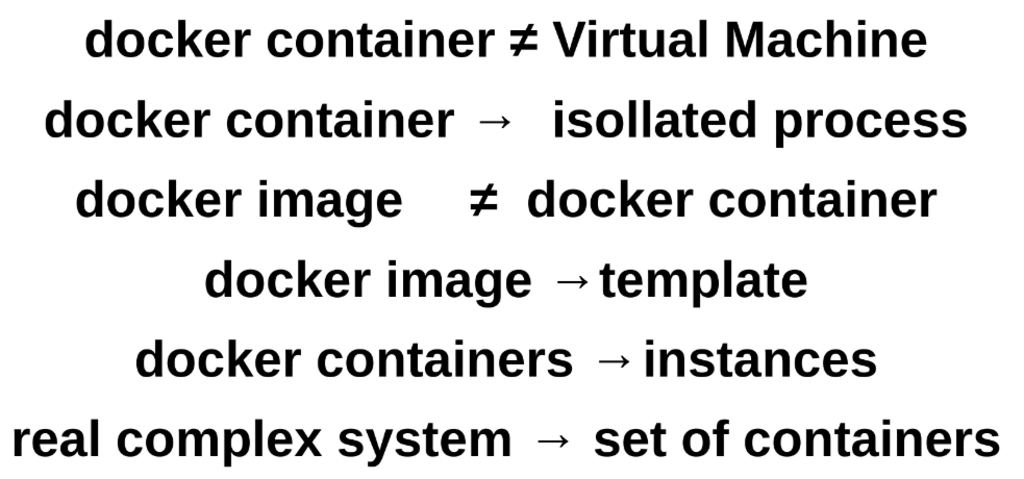 docker container ≠ Virtual Machine
docker container → isollated process
docker image ≠ docker container
docker image → template
docker containers → instances
real complex system → set of containers